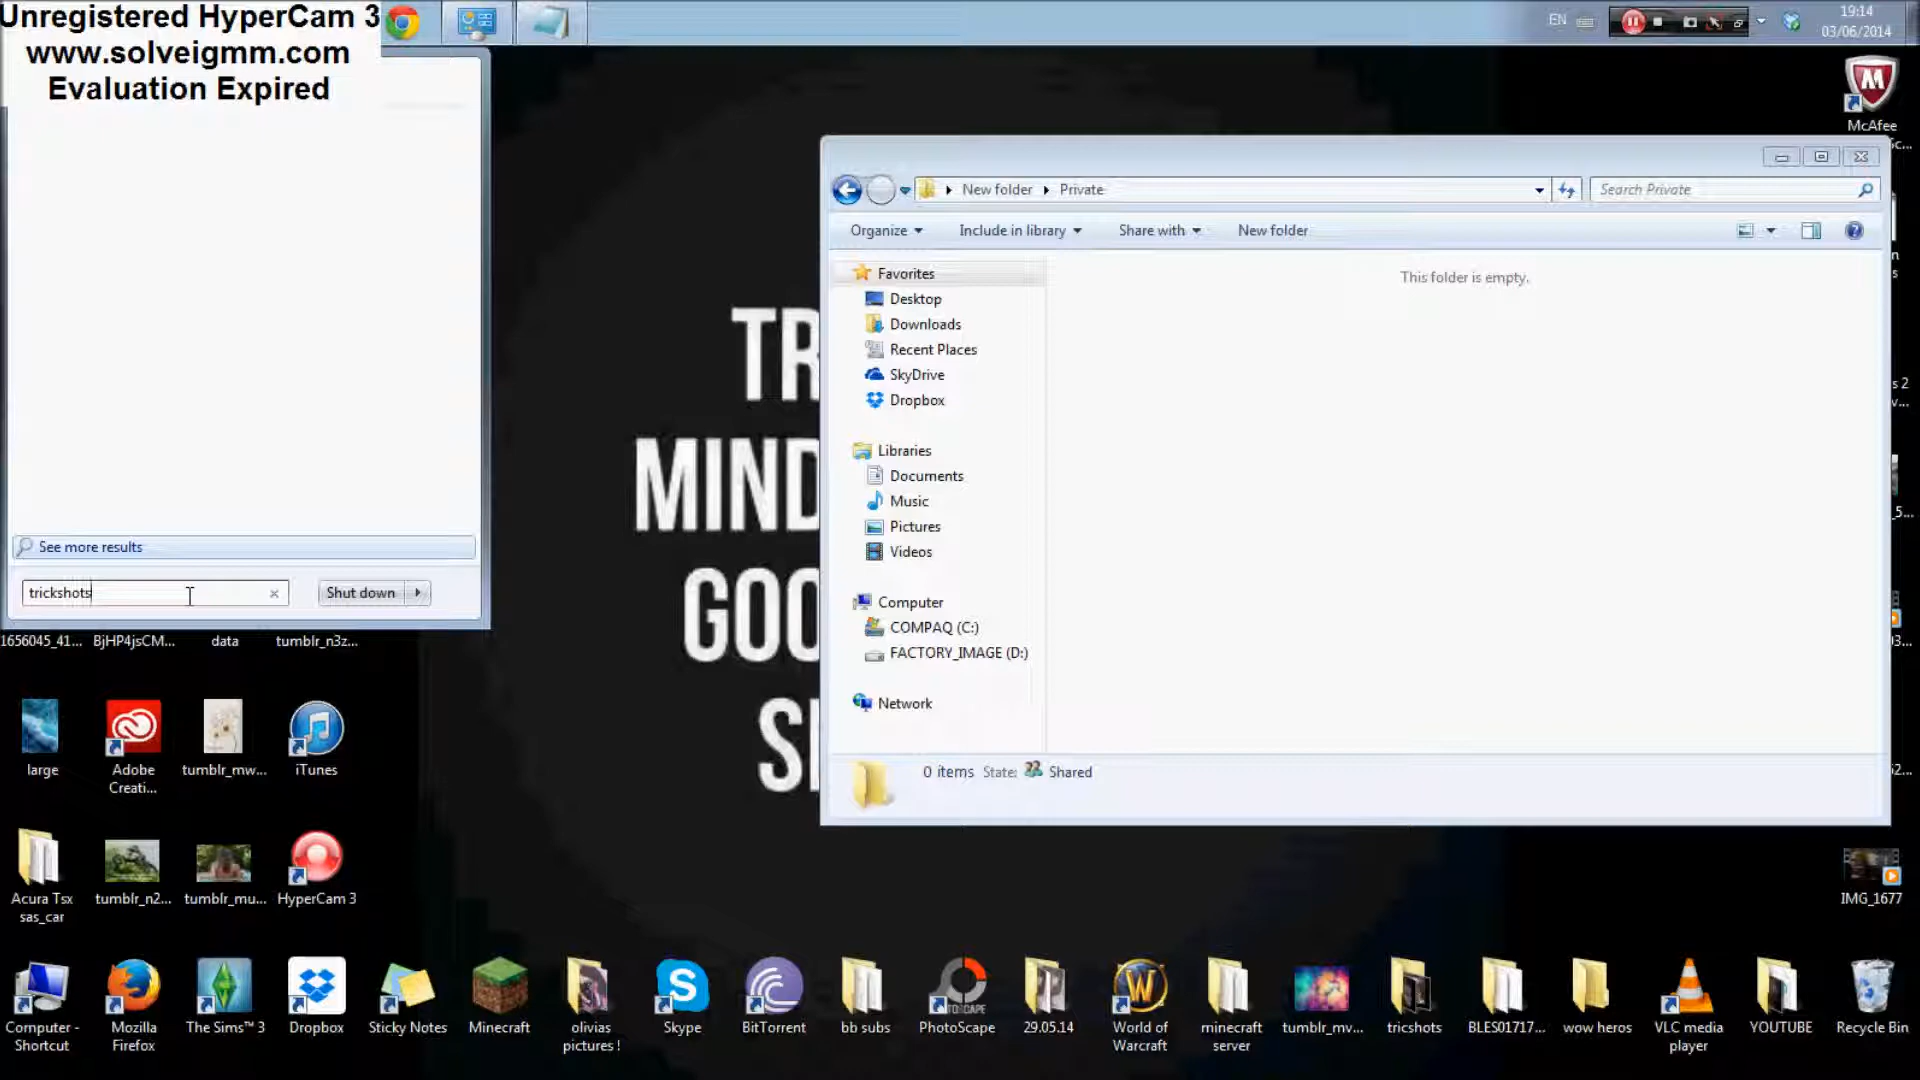 Unregistered HyperCam 3
www.solveigmm.com
Evaluation Expired
EN
19:14
03/06/2014
McAfee
New folder
Private
Search Private
Organize
Include in library
Share with
New folder
Favorites
Desktop
Downloads
Recent Places
SkyDrive
Dropbox
Libraries
Documents
Music
Pictures
Videos
Computer
COMPAQ (C:)
FACTORY_IMAGE (D:)
Network
This folder is empty.
0 items State: Shared
See more results
trickshots
Shut down
TR
MIND
GOO
1656045_41...
BjHP4jsCM...
data
tumblr_n3z...
large
Adobe
Creati...
tumblr_mw...
iTunes
Acura Tsx
sas_car
tumblr_n2...
tumblr_mu...
HyperCam 3
IMG_1677
Computer -
Shortcut
Mozilla
Firefox
The Sims™ 3
Dropbox
Sticky Notes
Minecraft
olivias
pictures !
Skype
BitTorrent
bb subs
PhotoScape
29.05.14
World of
Warcraft
minecraft
server
tumblr_mv...
tricshots
BLES01717...
wow heros
VLC media
player
YOUTUBE
Recycle Bin